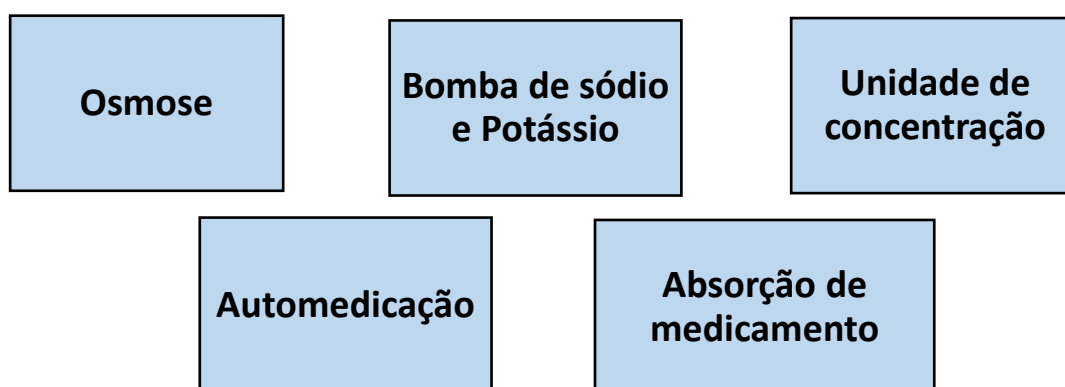 Osmose
Bomba de sódio
e Potássio
Unidade de
concentração
Automedicação
Absorção de
medicamento